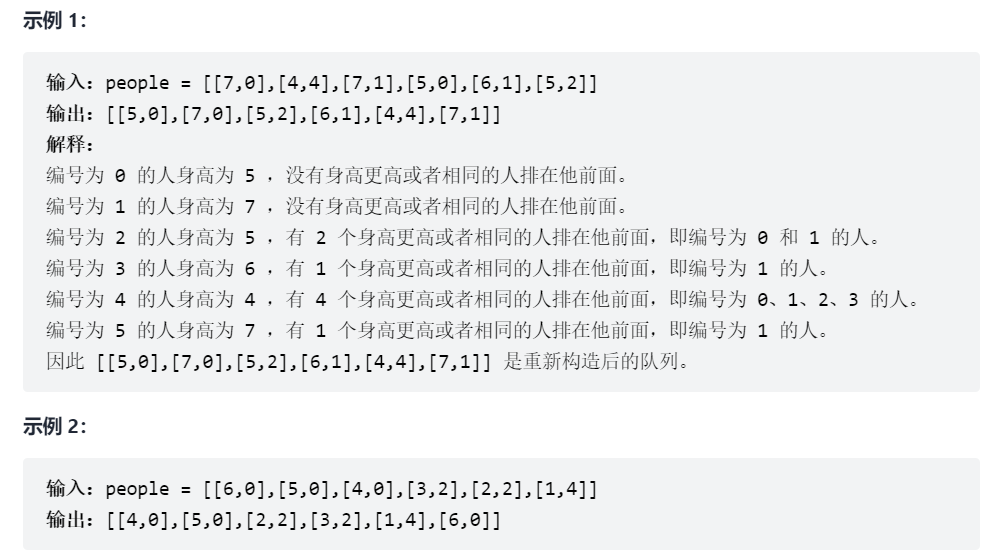 示例 1：
输入：people = [[7,0],[4,4],[7,1],[5,0],[6,1],[5,2]]
输出：[[5,0],[7,0],[5,2],[6,1],[4,4],[7,1]]
解释：
编号为 0 的人身高为 5 ，没有身高更高或者相同的人排在他前面。
编号为 1 的人身高为 7 ，没有身高更高或者相同的人排在他前面。
编号为 2 的人身高为 5 ，有 2 个身高更高或者相同的人排在他前面，即编号为 0 和 1 的人。
编号为 3 的人身高为 6 ，有 1 个身高更高或者相同的人排在他前面，即编号为 1 的人。
编号为 4 的人身高为 4 ，有 4 个身高更高或者相同的人排在他前面，即编号为 0、1、2、3 的人。
编号为 5 的人身高为 7 ，有 1 个身高更高或者相同的人排在他前面，即编号为 1 的人。
因此 [[5,0],[7,0],[5,2],[6,1],[4,4],[7,1]] 是重新构造后的队列。
示例 2：
输入：people = [[6,0],[5,0],[4,0],[3,2],[2,2],[1,4]]
输出：[[4,0],[5,0],[2,2],[3,2],[1,4],[6,0]]